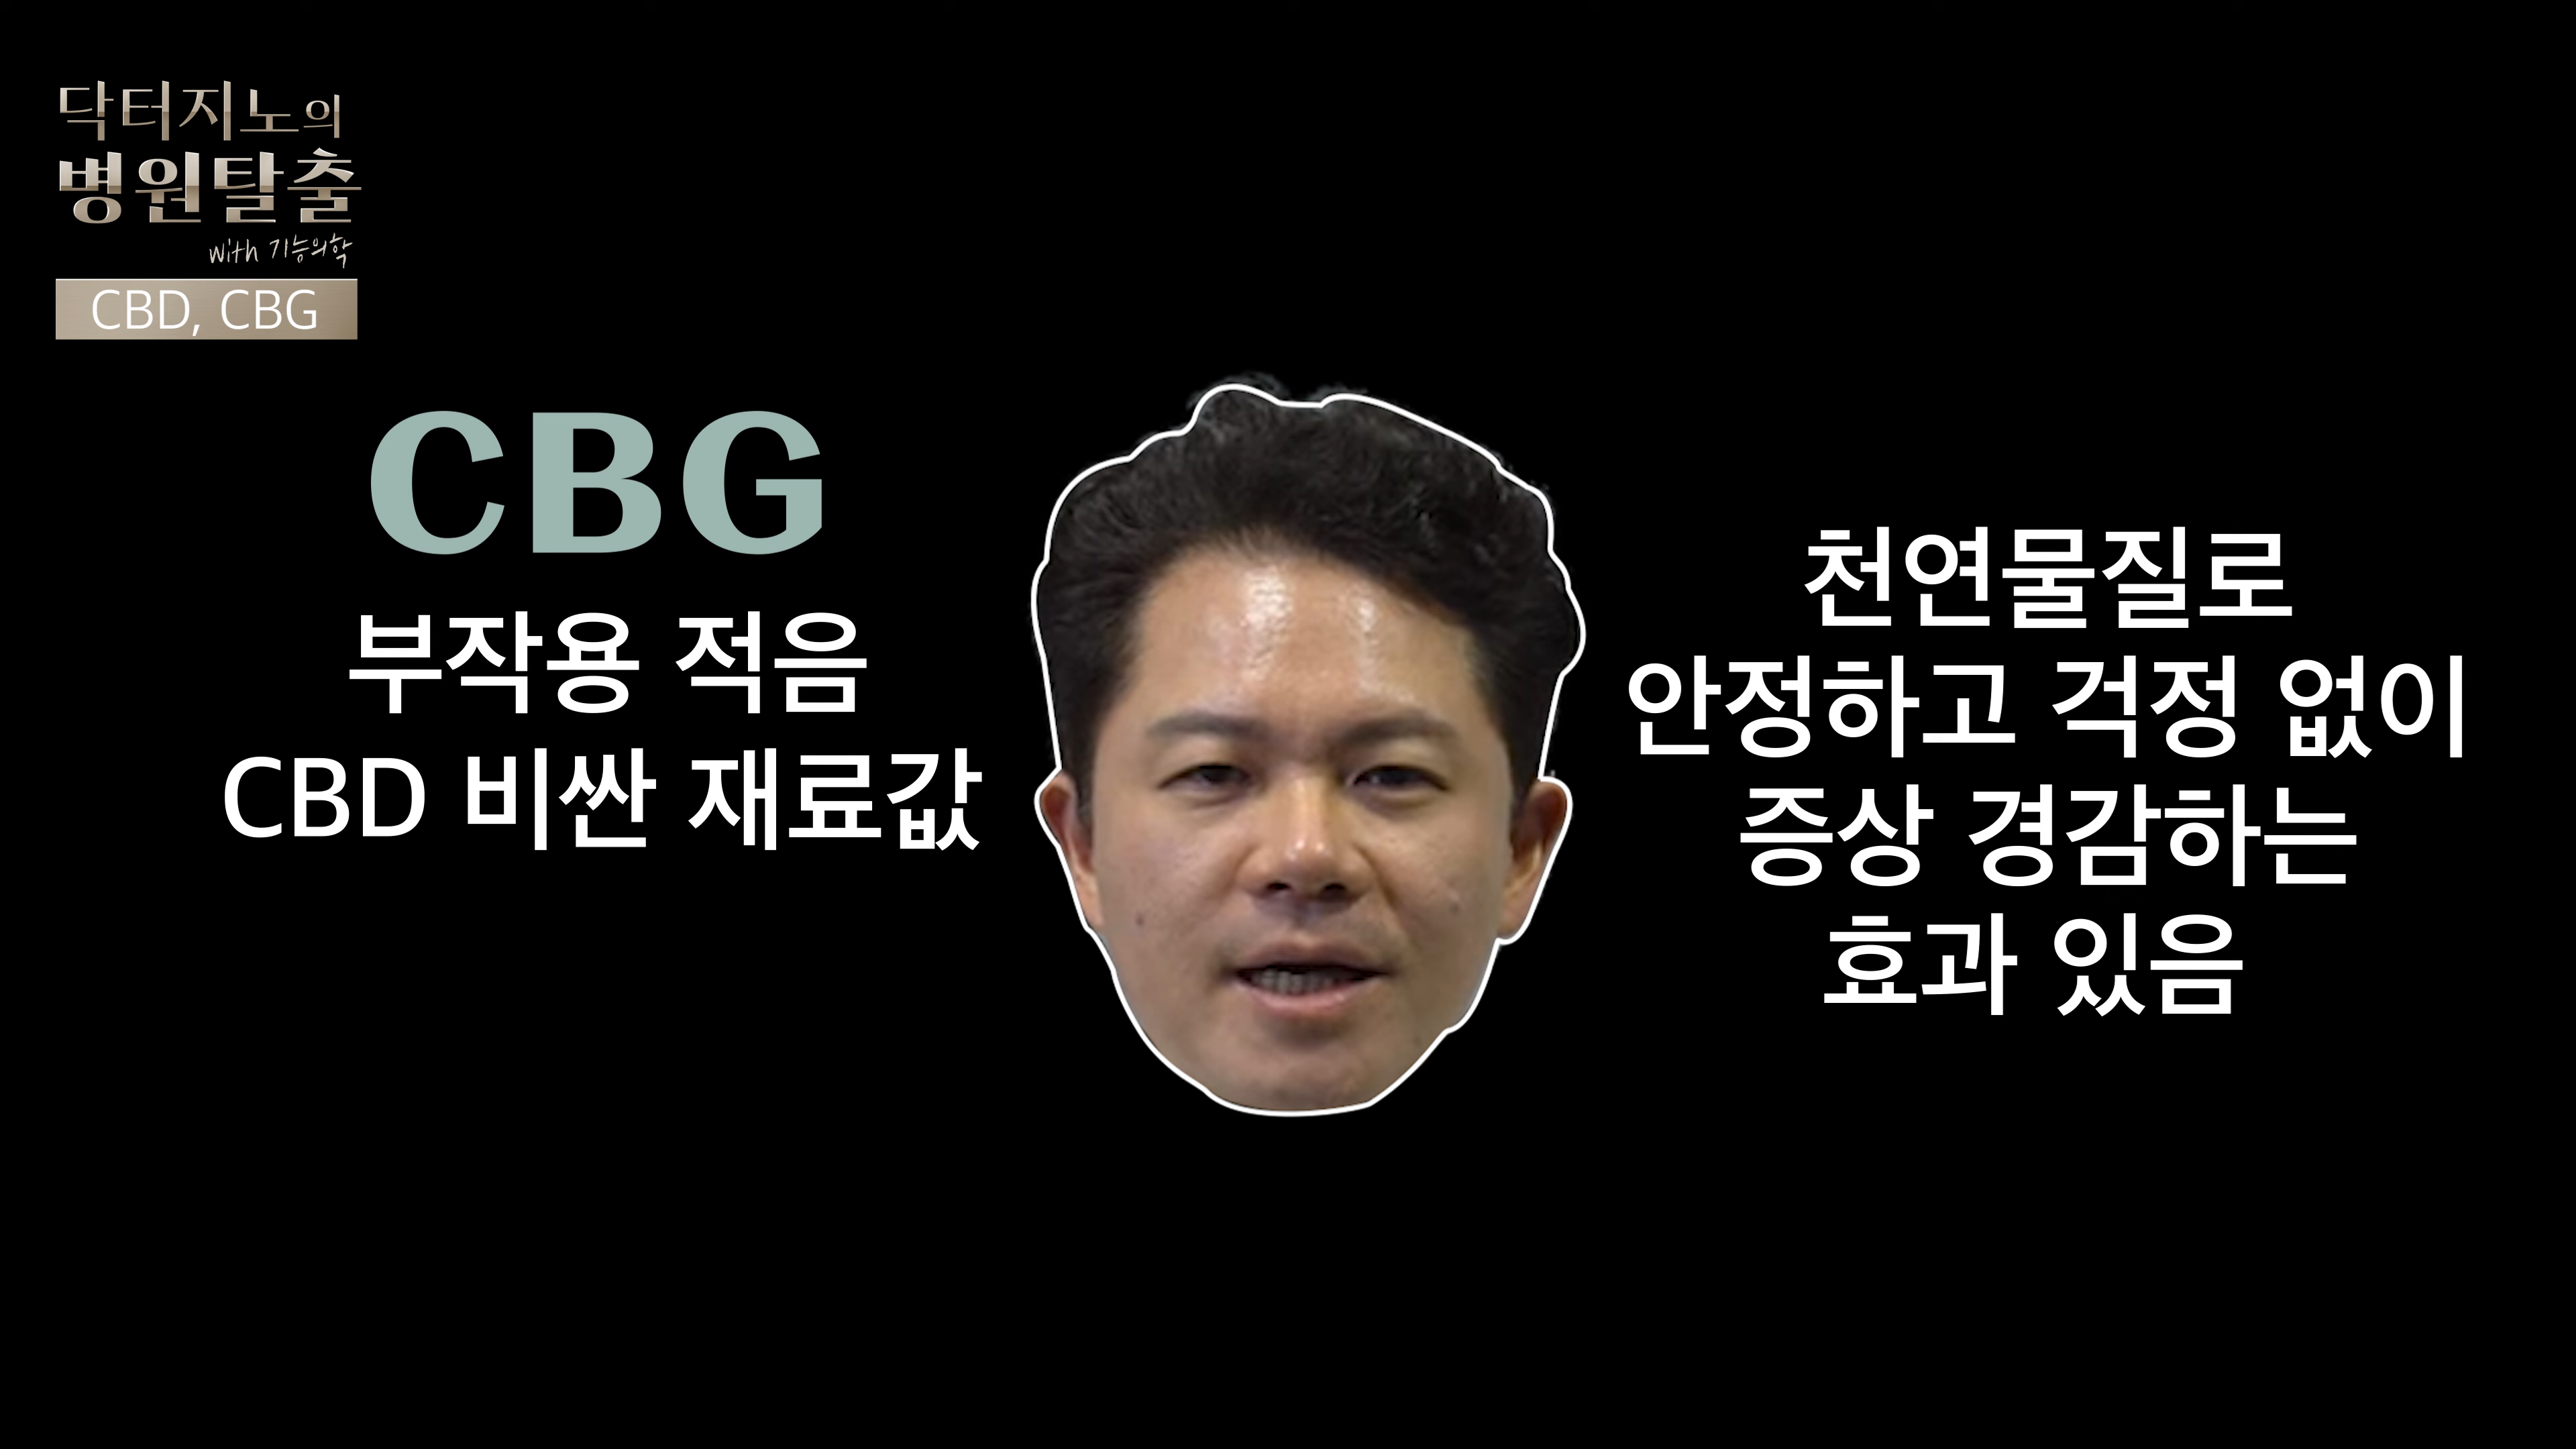 닥터지노의
병원탈출
with 기능의학
CBD, CBG
CBG
부작용 적음
CBD 비싼 재료값
천연물질로
안정하고 걱정 없이
증상 경감하는
효과 있음